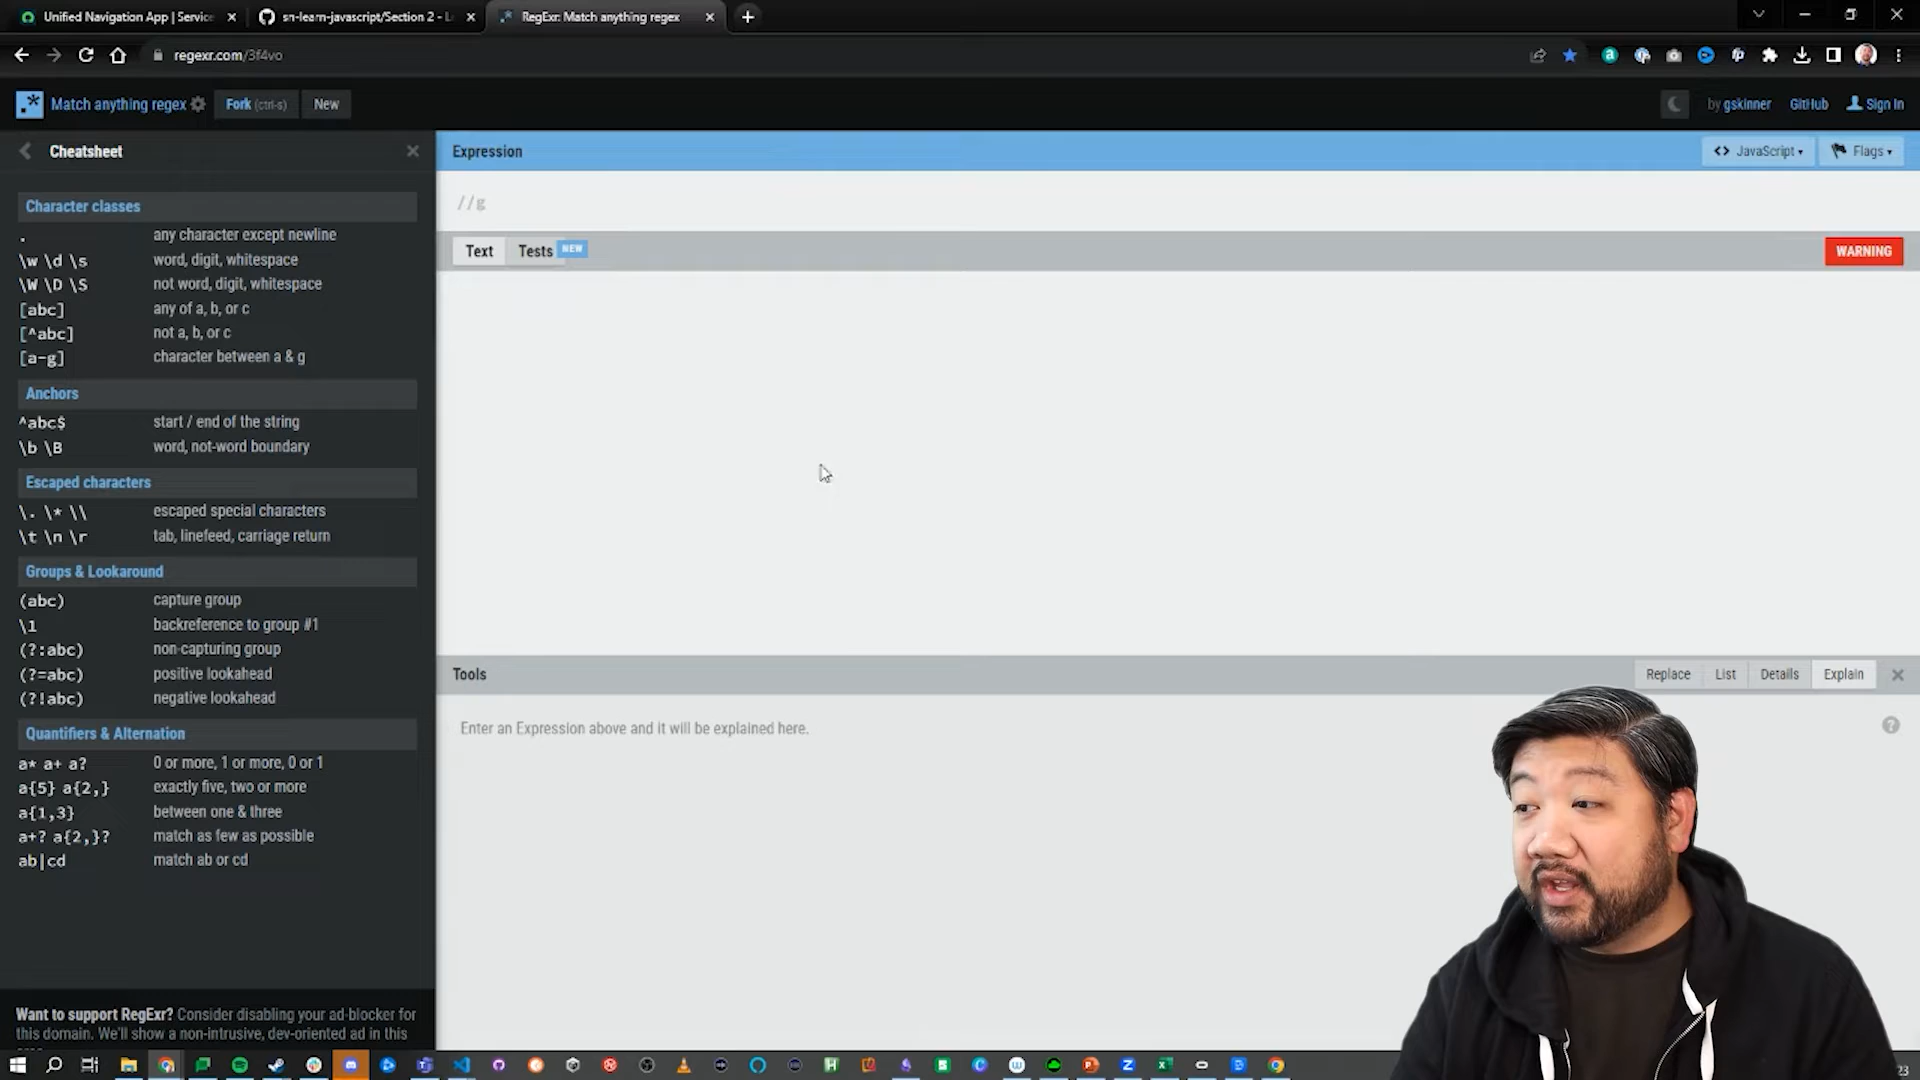 Unified Navigation App | Service
sn-learn-javascript/Section 2 - L
RegExr: Match anything regex
regexr.com/3f4vo
Match anything regex
Fork (ctrl-s)
New
by gskinner
GitHub
Sign In
Cheatsheet
Character classes
. any character except newline
\w \d \s word, digit, whitespace
\W \D \S not word, digit, whitespace
[abc] any of a, b, or c
[^abc] not a, b, or c
[a-g] character between a & g
Anchors
^abc$ start / end of the string
\b \B word, not-word boundary
Escaped characters
\. \* \\ escaped special characters
\t \n \r tab, linefeed, carriage return
Groups & Lookaround
(abc) capture group
\1 backreference to group #1
(?:abc) non-capturing group
(?=abc) positive lookahead
(?!abc) negative lookahead
Quantifiers & Alternation
a* a+ a? 0 or more, 1 or more, 0 or 1
a{5} a{2,} exactly five, two or more
a{1,3} between one & three
a+? a{2,}? match as few as possible
ab|cd match ab or cd
Want to support RegExr? Consider disabling your ad-blocker for
this domain. We'll show a non-intrusive, dev-oriented ad in this
Expression
<> JavaScript
Flags
//g
Text
Tests
NEW
WARNING
Tools
Replace
List
Details
Explain
Enter an Expression above and it will be explained here.
23